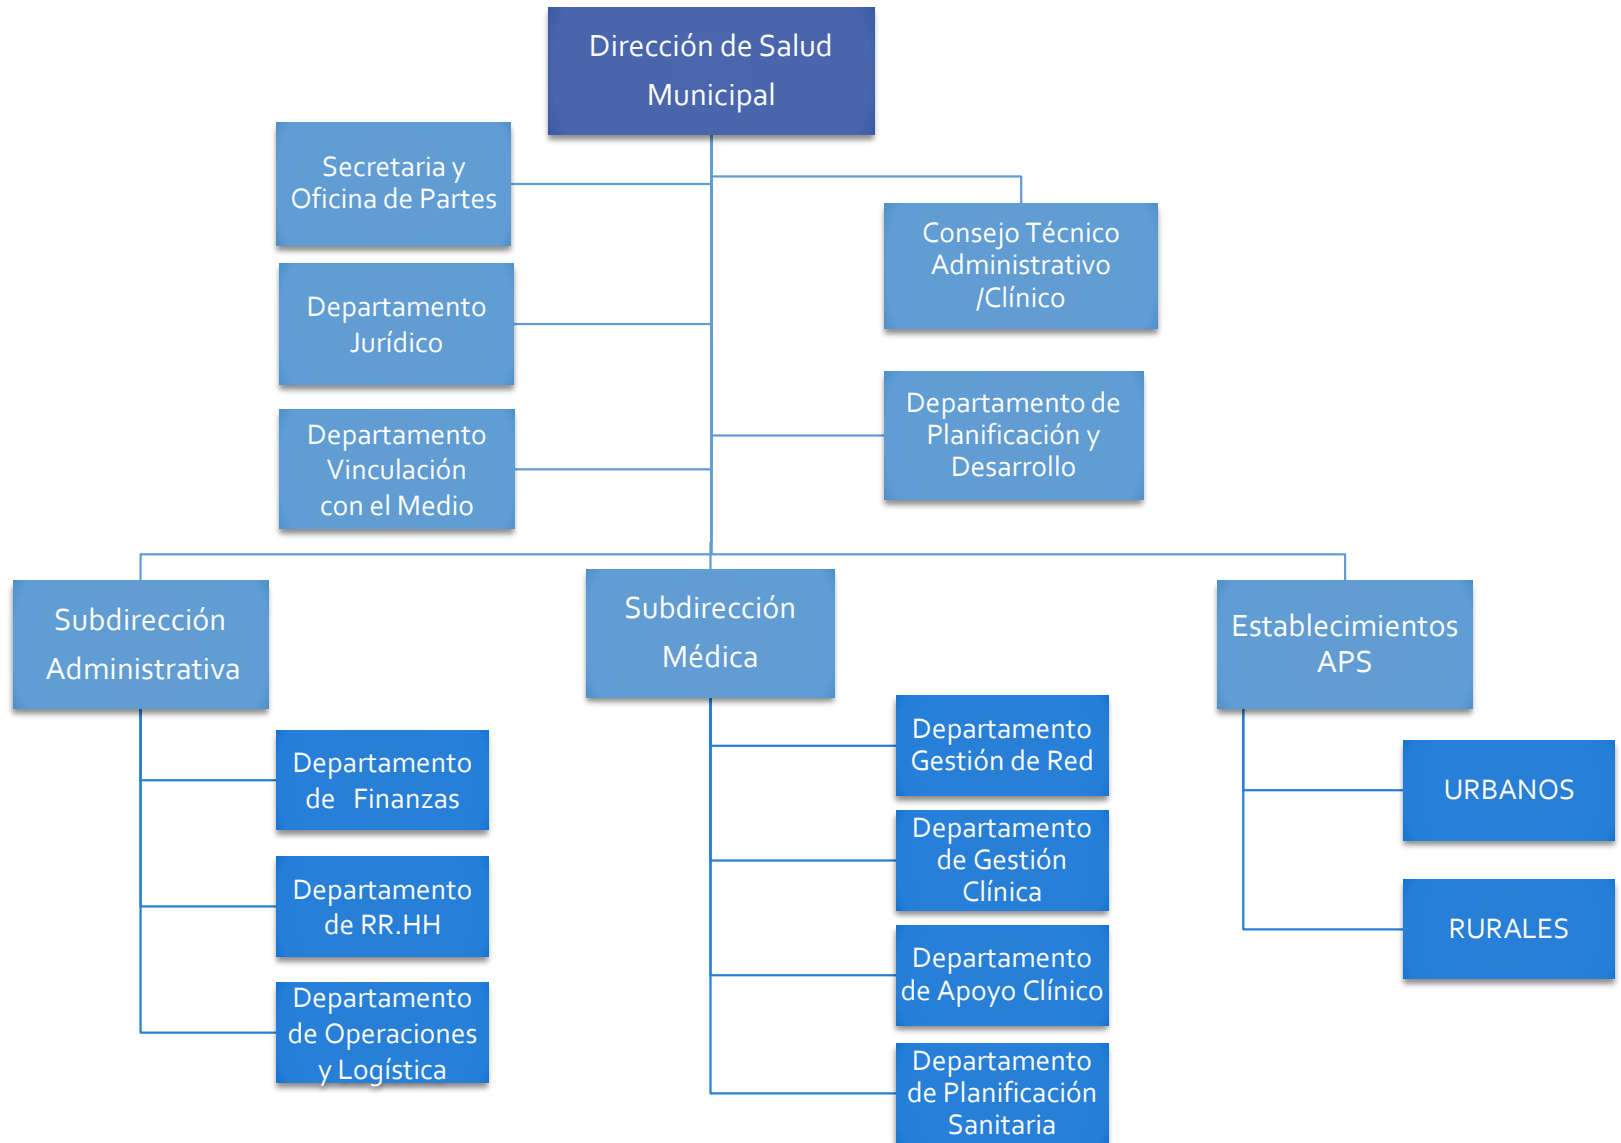 Dirección de Salud
Municipal
Secretaria y
Oficina de Partes
Consejo Técnico
Administrativo
/Clínico
Departamento
Jurídico
Departamento de
Planificación y
Desarrollo
Departamento
Vinculación
con el Medio
Subdirección
Administrativa
Departamento
de Finanzas
Departamento
de RR.HH
Departamento
de Operaciones
y Logística
Subdirección
Médica
Departamento
Gestión de Red
Departamento
de Gestión
Clínica
Departamento
de Apoyo Clínico
Departamento
de Planificación
Sanitaria
Establecimientos
APS
URBANOS
RURALES